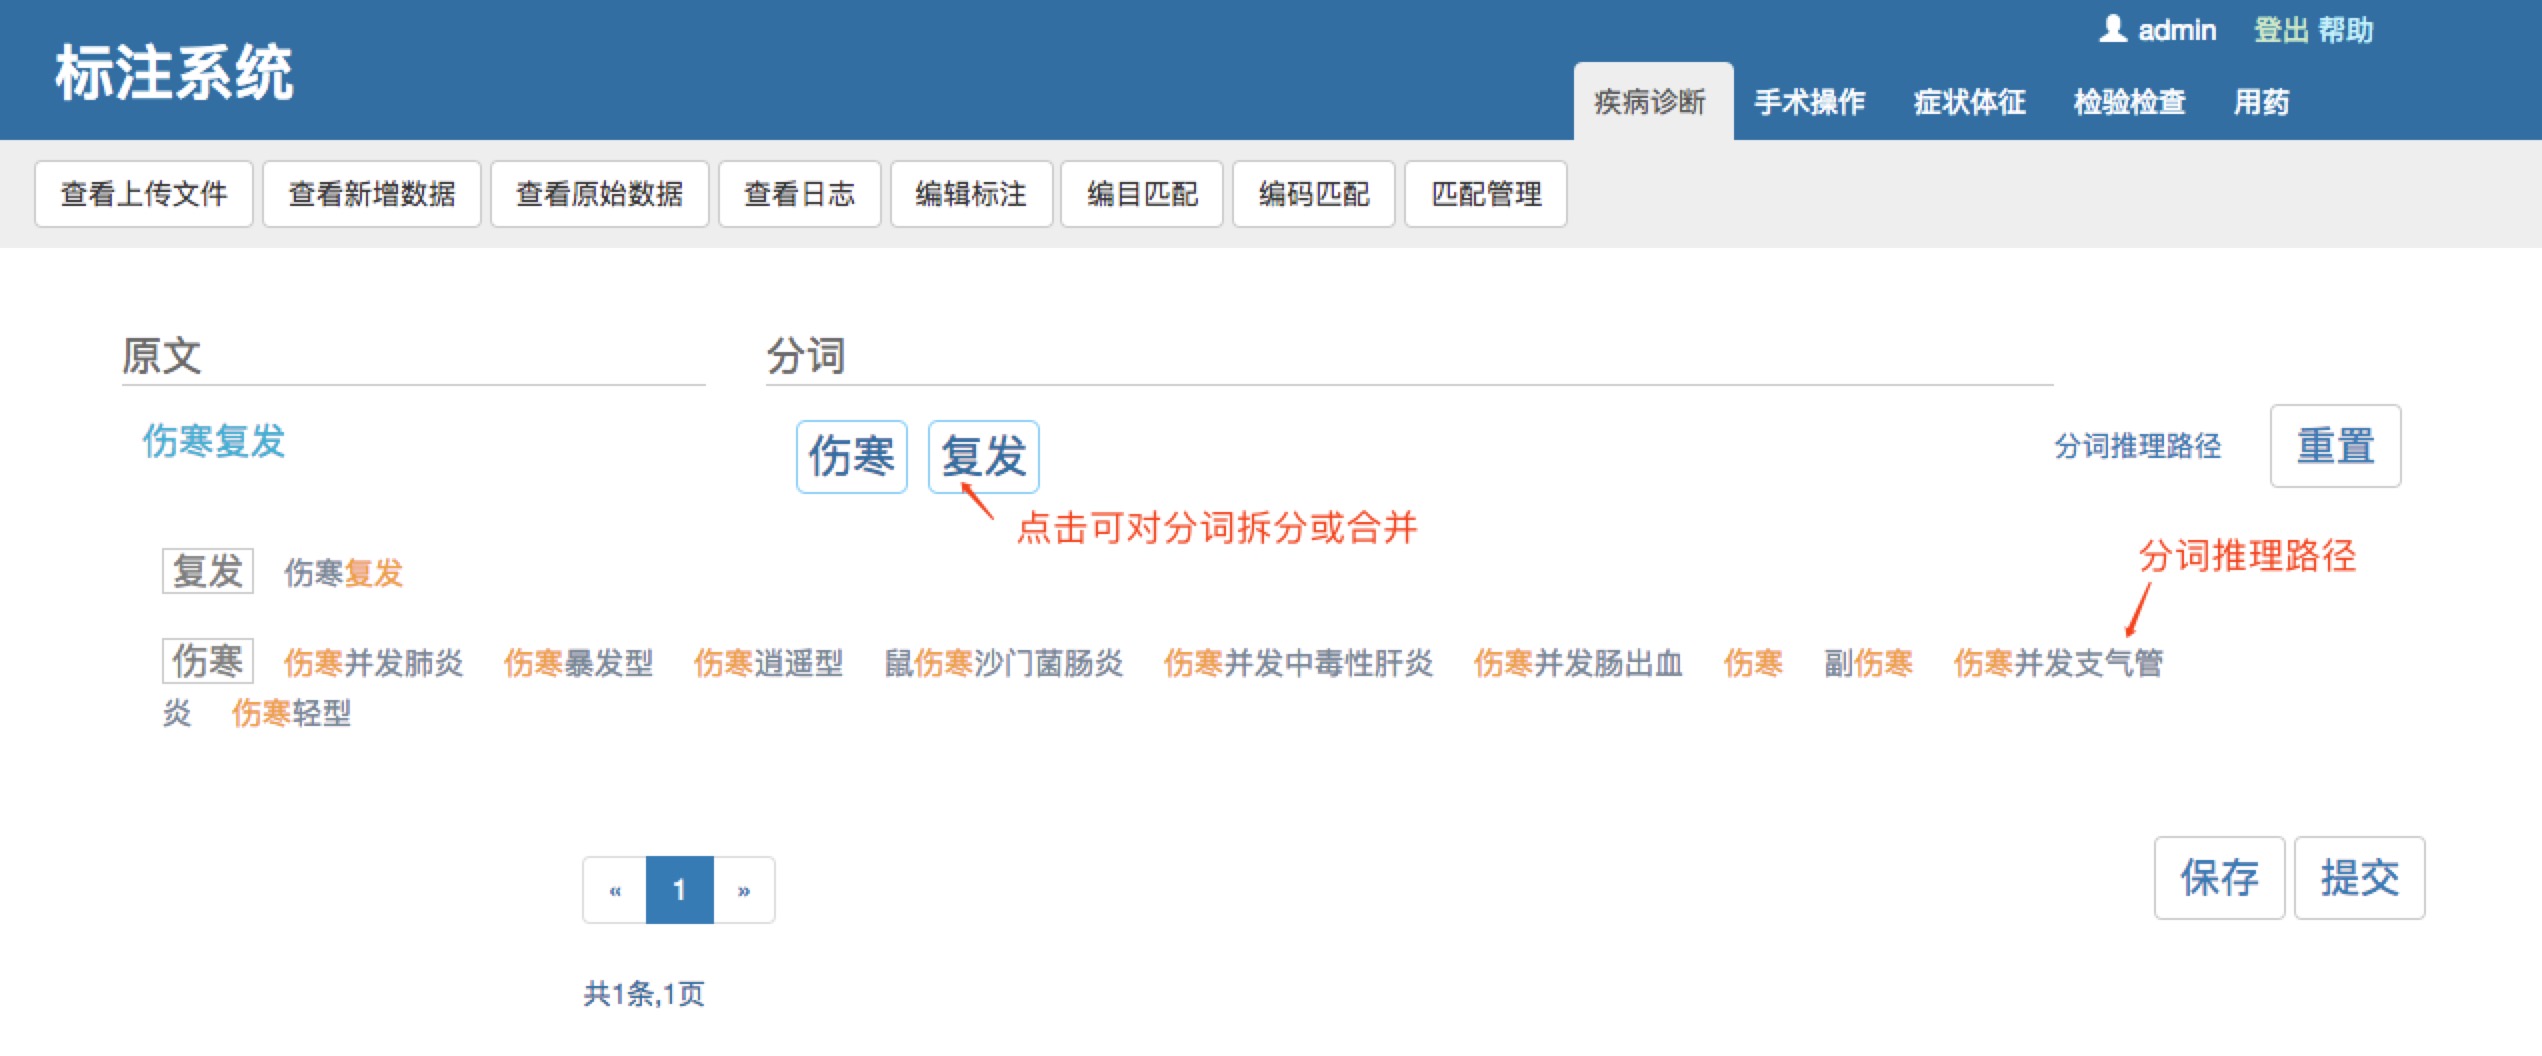 admin 登出 帮助
标注系统
疾病诊断 手术操作 症状体征 检验检查 用药
查看上传文件 查看新增数据 查看原始数据 查看日志 编辑标注 编目匹配 编码匹配 匹配管理
原文 分词
伤寒复发 伤寒 复发 分词推理路径 重置
点击可对分词拆分或合并
分词推理路径
复发 伤寒复发
伤寒 伤寒并发肺炎 伤寒暴发型 伤寒逍遥型 鼠伤寒沙门菌肠炎 伤寒并发中毒性肝炎 伤寒并发肠出血 伤寒 副伤寒 伤寒并发支气管
炎 伤寒轻型
« 1 »
保存 提交
共1条,1页